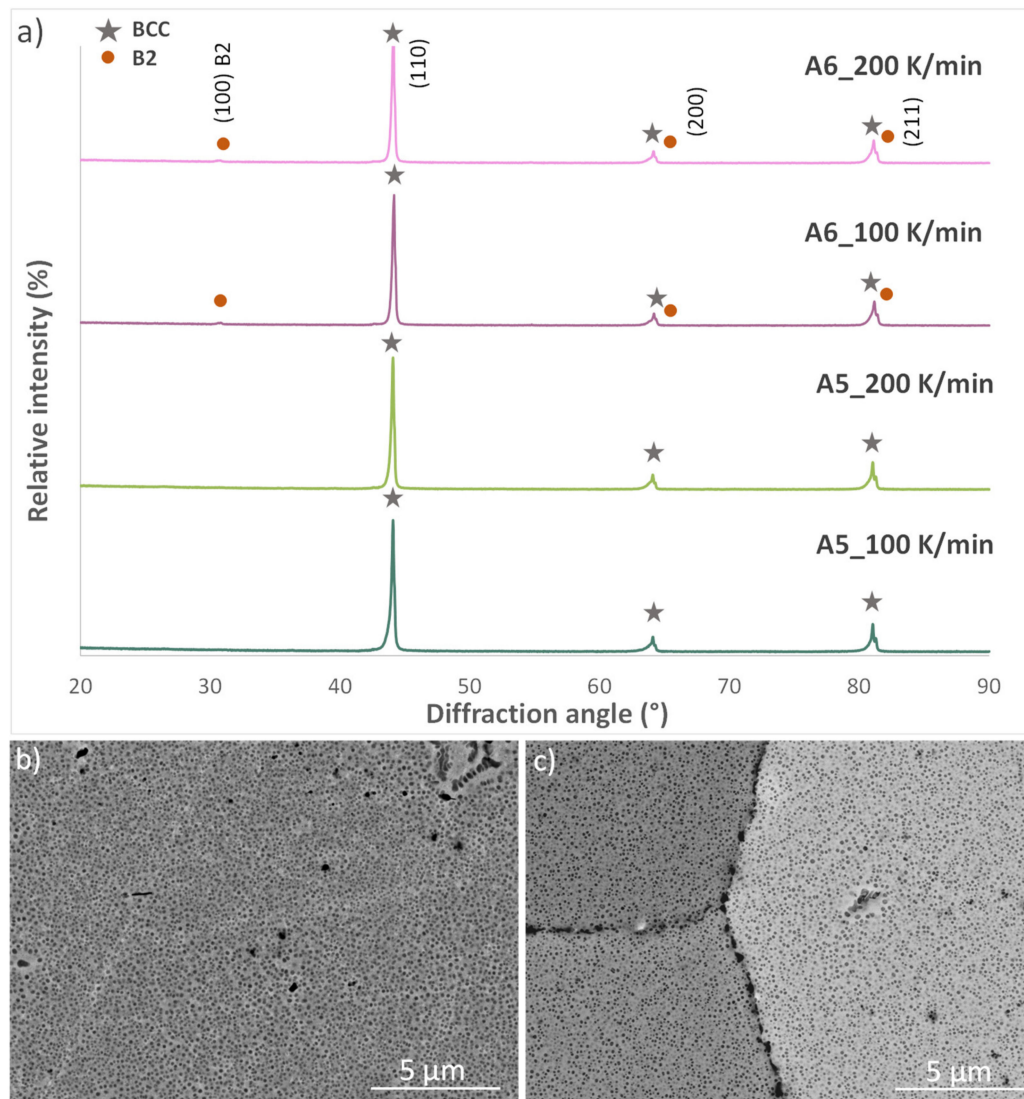 a)
BCC
B2
(100) B2
(110)
(200)
(211)
A6_200 K/min
A6_100 K/min
A5_200 K/min
A5_100 K/min
Relative intensity (%)
20 30 40 50 60 70 80 90
Diffraction angle (°)
b)
5 µm
c)
5 µm